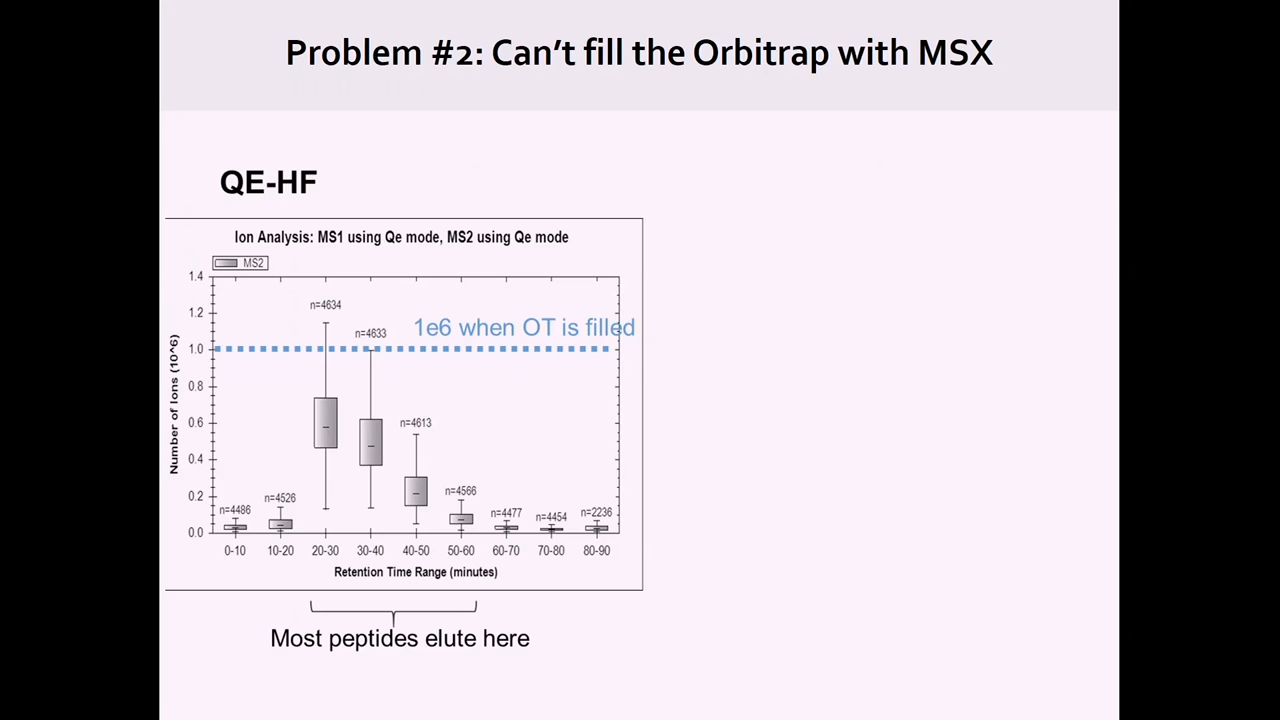 Problem #2: Can't fill the Orbitrap with MSX
QE-HF
Ion Analysis: MS1 using Qe mode, MS2 using Qe mode
MS2
1.4
1.2
1.0
0.8
0.6
0.4
0.2
0.0
Number of Ions (10^6)
n=4486
n=4526
n=4634
n=4633
n=4613
n=4566
n=4477
n=4454
n=2236
1e6 when OT is filled
0-10 10-20 20-30 30-40 40-50 50-60 60-70 70-80 80-90
Retention Time Range (minutes)
Most peptides elute here